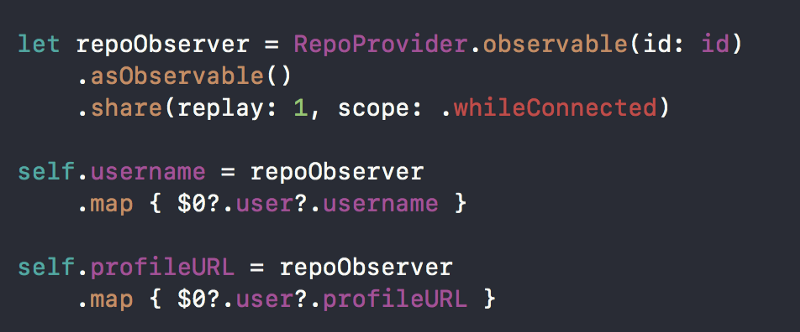 let repoObserver = RepoProvider.observable(id: id)
    .asObservable()
    .share(replay: 1, scope: .whileConnected)

self.username = repoObserver
    .map { $0?.user?.username }

self.profileURL = repoObserver
    .map { $0?.user?.profileURL }